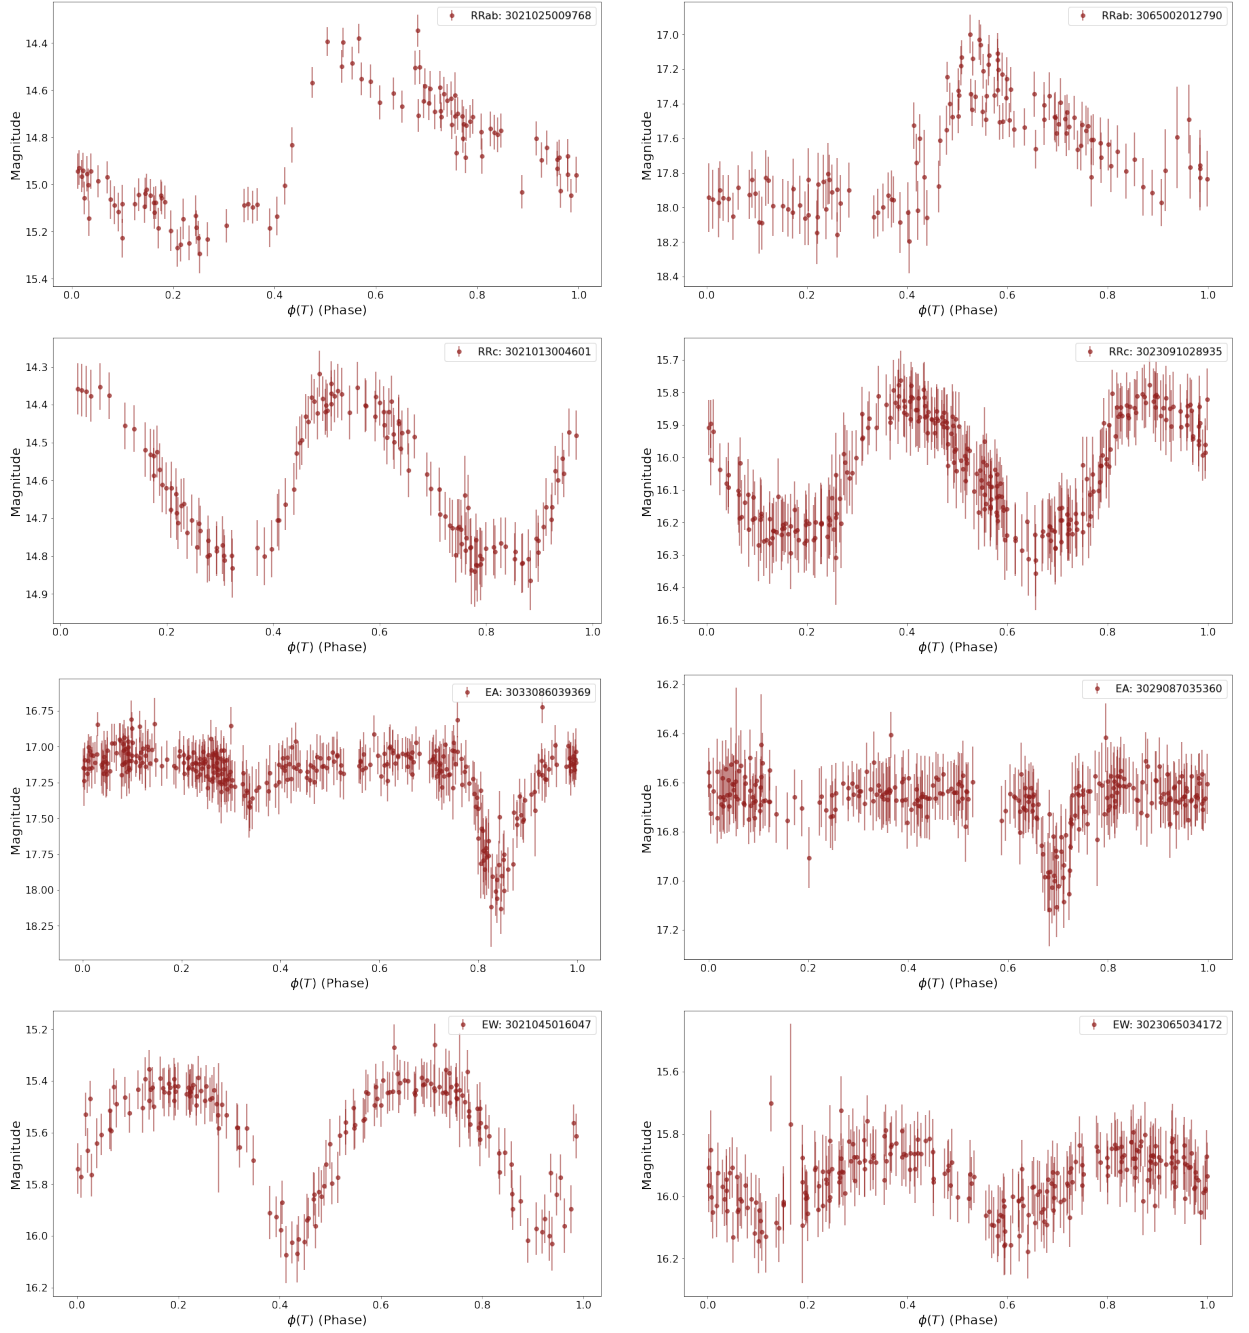 RRab: 3021025009768
Magnitude
14.4
14.6
14.8
15.0
15.2
15.4
0.0 0.2 0.4 0.6 0.8 1.0
ϕ(T) (Phase)
RRab: 3065002012790
Magnitude
17.0
17.2
17.4
17.6
17.8
18.0
18.2
18.4
0.0 0.2 0.4 0.6 0.8 1.0
ϕ(T) (Phase)
RRc: 3021013004601
Magnitude
14.3
14.4
14.5
14.6
14.7
14.8
14.9
0.0 0.2 0.4 0.6 0.8 1.0
ϕ(T) (Phase)
RRc: 3023091028935
Magnitude
15.7
15.8
15.9
16.0
16.1
16.2
16.3
16.4
16.5
0.0 0.2 0.4 0.6 0.8 1.0
ϕ(T) (Phase)
EA: 3033086039369
Magnitude
16.75
17.00
17.25
17.50
17.75
18.00
18.25
0.0 0.2 0.4 0.6 0.8 1.0
ϕ(T) (Phase)
EA: 3029087035360
Magnitude
16.2
16.4
16.6
16.8
17.0
17.2
0.0 0.2 0.4 0.6 0.8 1.0
ϕ(T) (Phase)
EW: 3021045016047
Magnitude
15.2
15.4
15.6
15.8
16.0
16.2
0.0 0.2 0.4 0.6 0.8 1.0
ϕ(T) (Phase)
EW: 3023065034172
Magnitude
15.6
15.8
16.0
16.2
0.0 0.2 0.4 0.6 0.8 1.0
ϕ(T) (Phase)